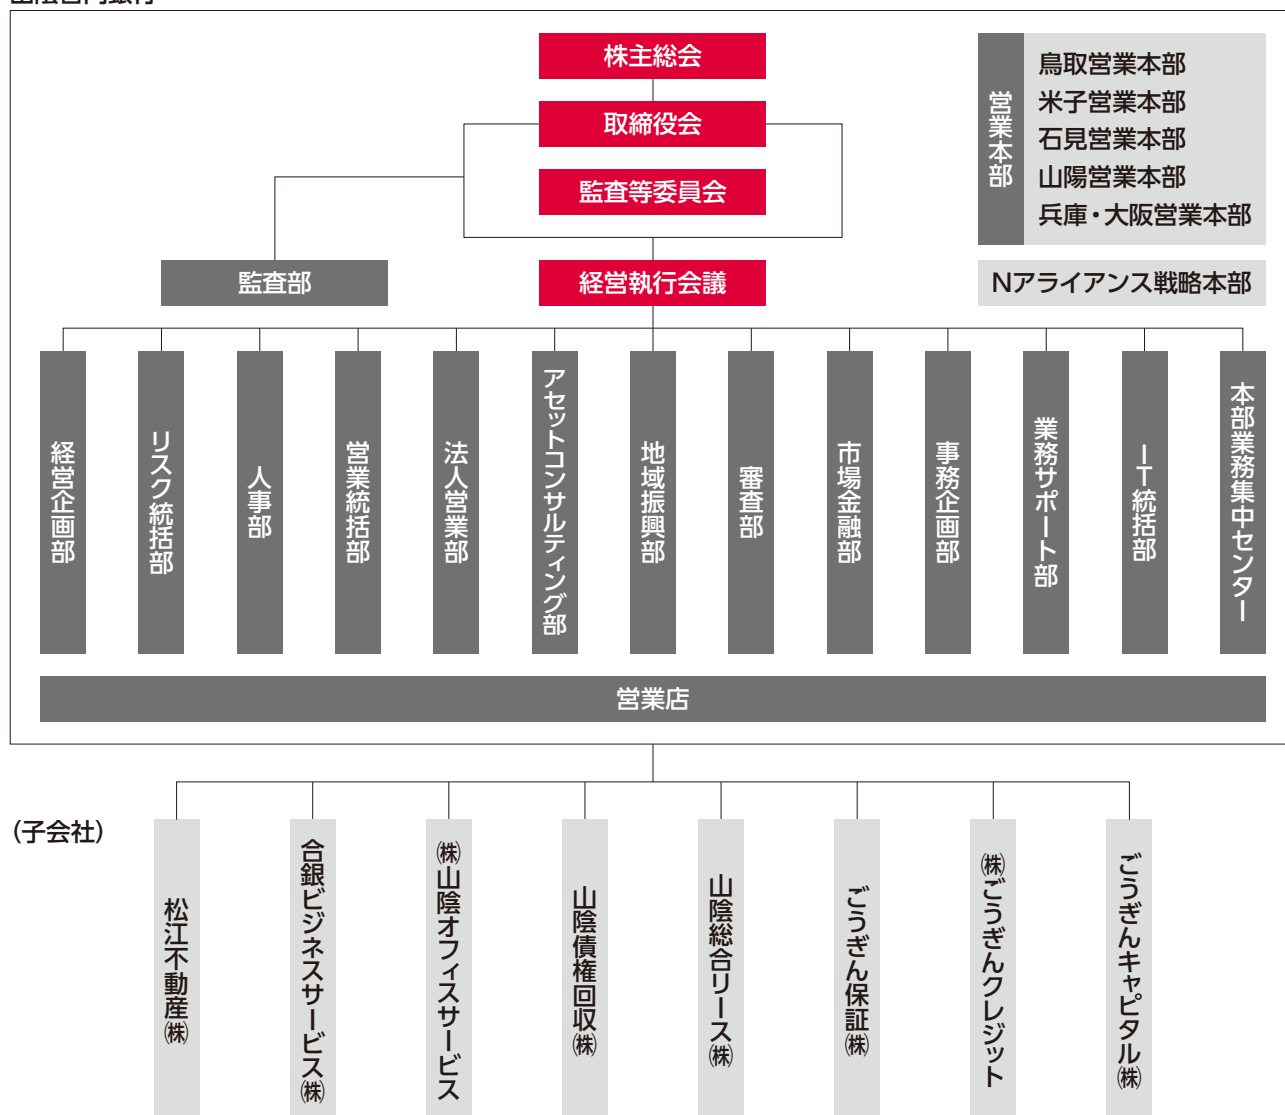 株主総会
取締役会
監査等委員会
監査部
経営執行会議
営業本部
鳥取営業本部
米子営業本部
石見営業本部
山陽営業本部
兵庫・大阪営業本部
Nアライアンス戦略本部
経営企画部
リスク統括部
人事部
営業統括部
法人営業部
アセットコンサルティング部
地域振興部
審査部
市場金融部
事務企画部
業務サポート部
IT統括部
本部業務集中センター
営業店
(子会社)
松江不動産㈱
合銀ビジネスサービス㈱
㈱山陰オフィスサービス
山陰債権回収㈱
山陰総合リース㈱
ごうぎん保証㈱
㈱ごうぎんクレジット
ごうぎんキャピタル㈱